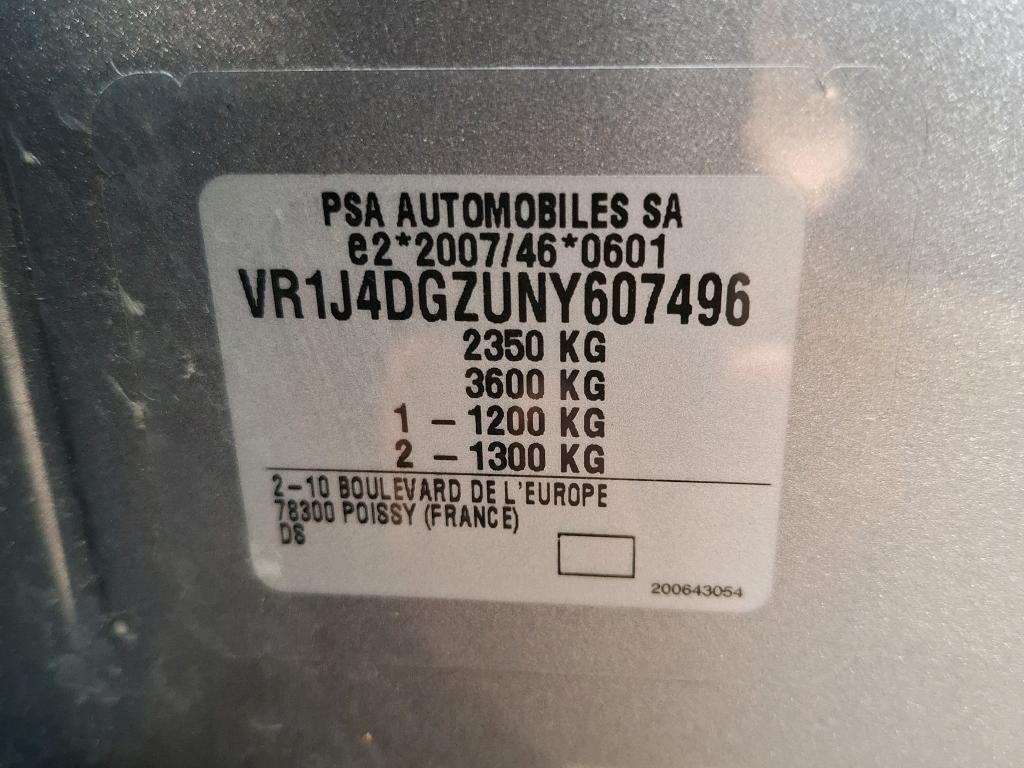 PSA AUTOMOBILES SA
e2*2007/46*0601
VR1J4DGZUNY607496
2350 KG
3600 KG
1 – 1200 KG
2 – 1300 KG
2–10 BOULEVARD DE L'EUROPE
78300 POISSY (FRANCE)
DS
200643054